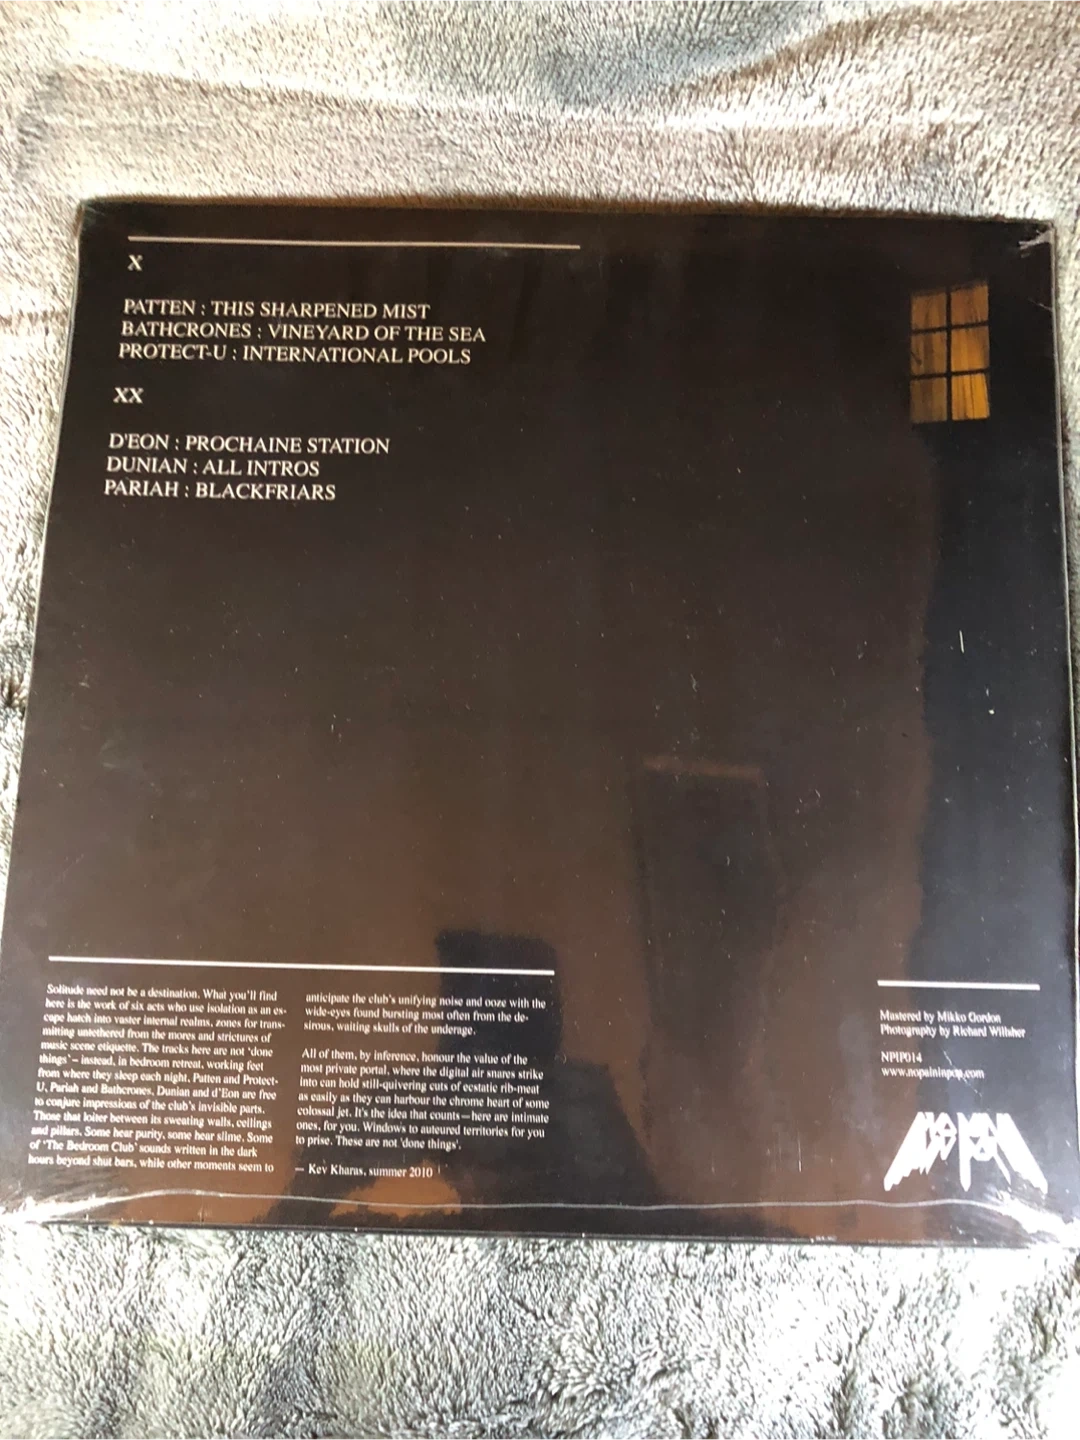 X
PATTEN : THIS SHARPENED MIST
BATHCRONES : VINEYARD OF THE SEA
PROTECT-U : INTERNATIONAL POOLS
XX
D'EON : PROCHAINE STATION
DUNIAN : ALL INTROS
PARIAH : BLACKFRIARS
Solitude need not be a destination. What you'll find
here is the work of six acts who use isolation as an es-
cape hatch into vaster internal realms, zones for trans-
mitting untethered from the mores and strictures of
music scene etiquette. The tracks here are not 'done
things' – instead, in bedroom retreat, working feet
from where they sleep each night, Patten and Protect-
U, Pariah and Bathcrones, Dunian and d'Eon are free
to conjure impressions of the club's invisible parts.
Those that loiter between its sweating walls, ceilings
and pillars. Some hear purity, some hear slime. Some
of 'The Bedroom Club' sounds written in the dark
hours beyond shut bars, while other moments seem to
anticipate the club's unifying noise and ooze with the
wide-eyes found bursting most often from the de-
sirous, waiting skulls of the underage.
All of them, by inference, honour the value of the
most private portal, where the digital air snares strike
into can hold still-quivering cuts of ecstatic rib-meat
as easily as they can harbour the chrome heart of some
colossal jet. It's the idea that counts – here are intimate
ones, for you. Windows to auteured territories for you
to prise. These are not 'done things'.
— Kev Kharas, summer 2010
Mastered by Mikko Gordon
Photography by Richard Willsher
NPIP014
www.nopaininpop.com
NO PAIN